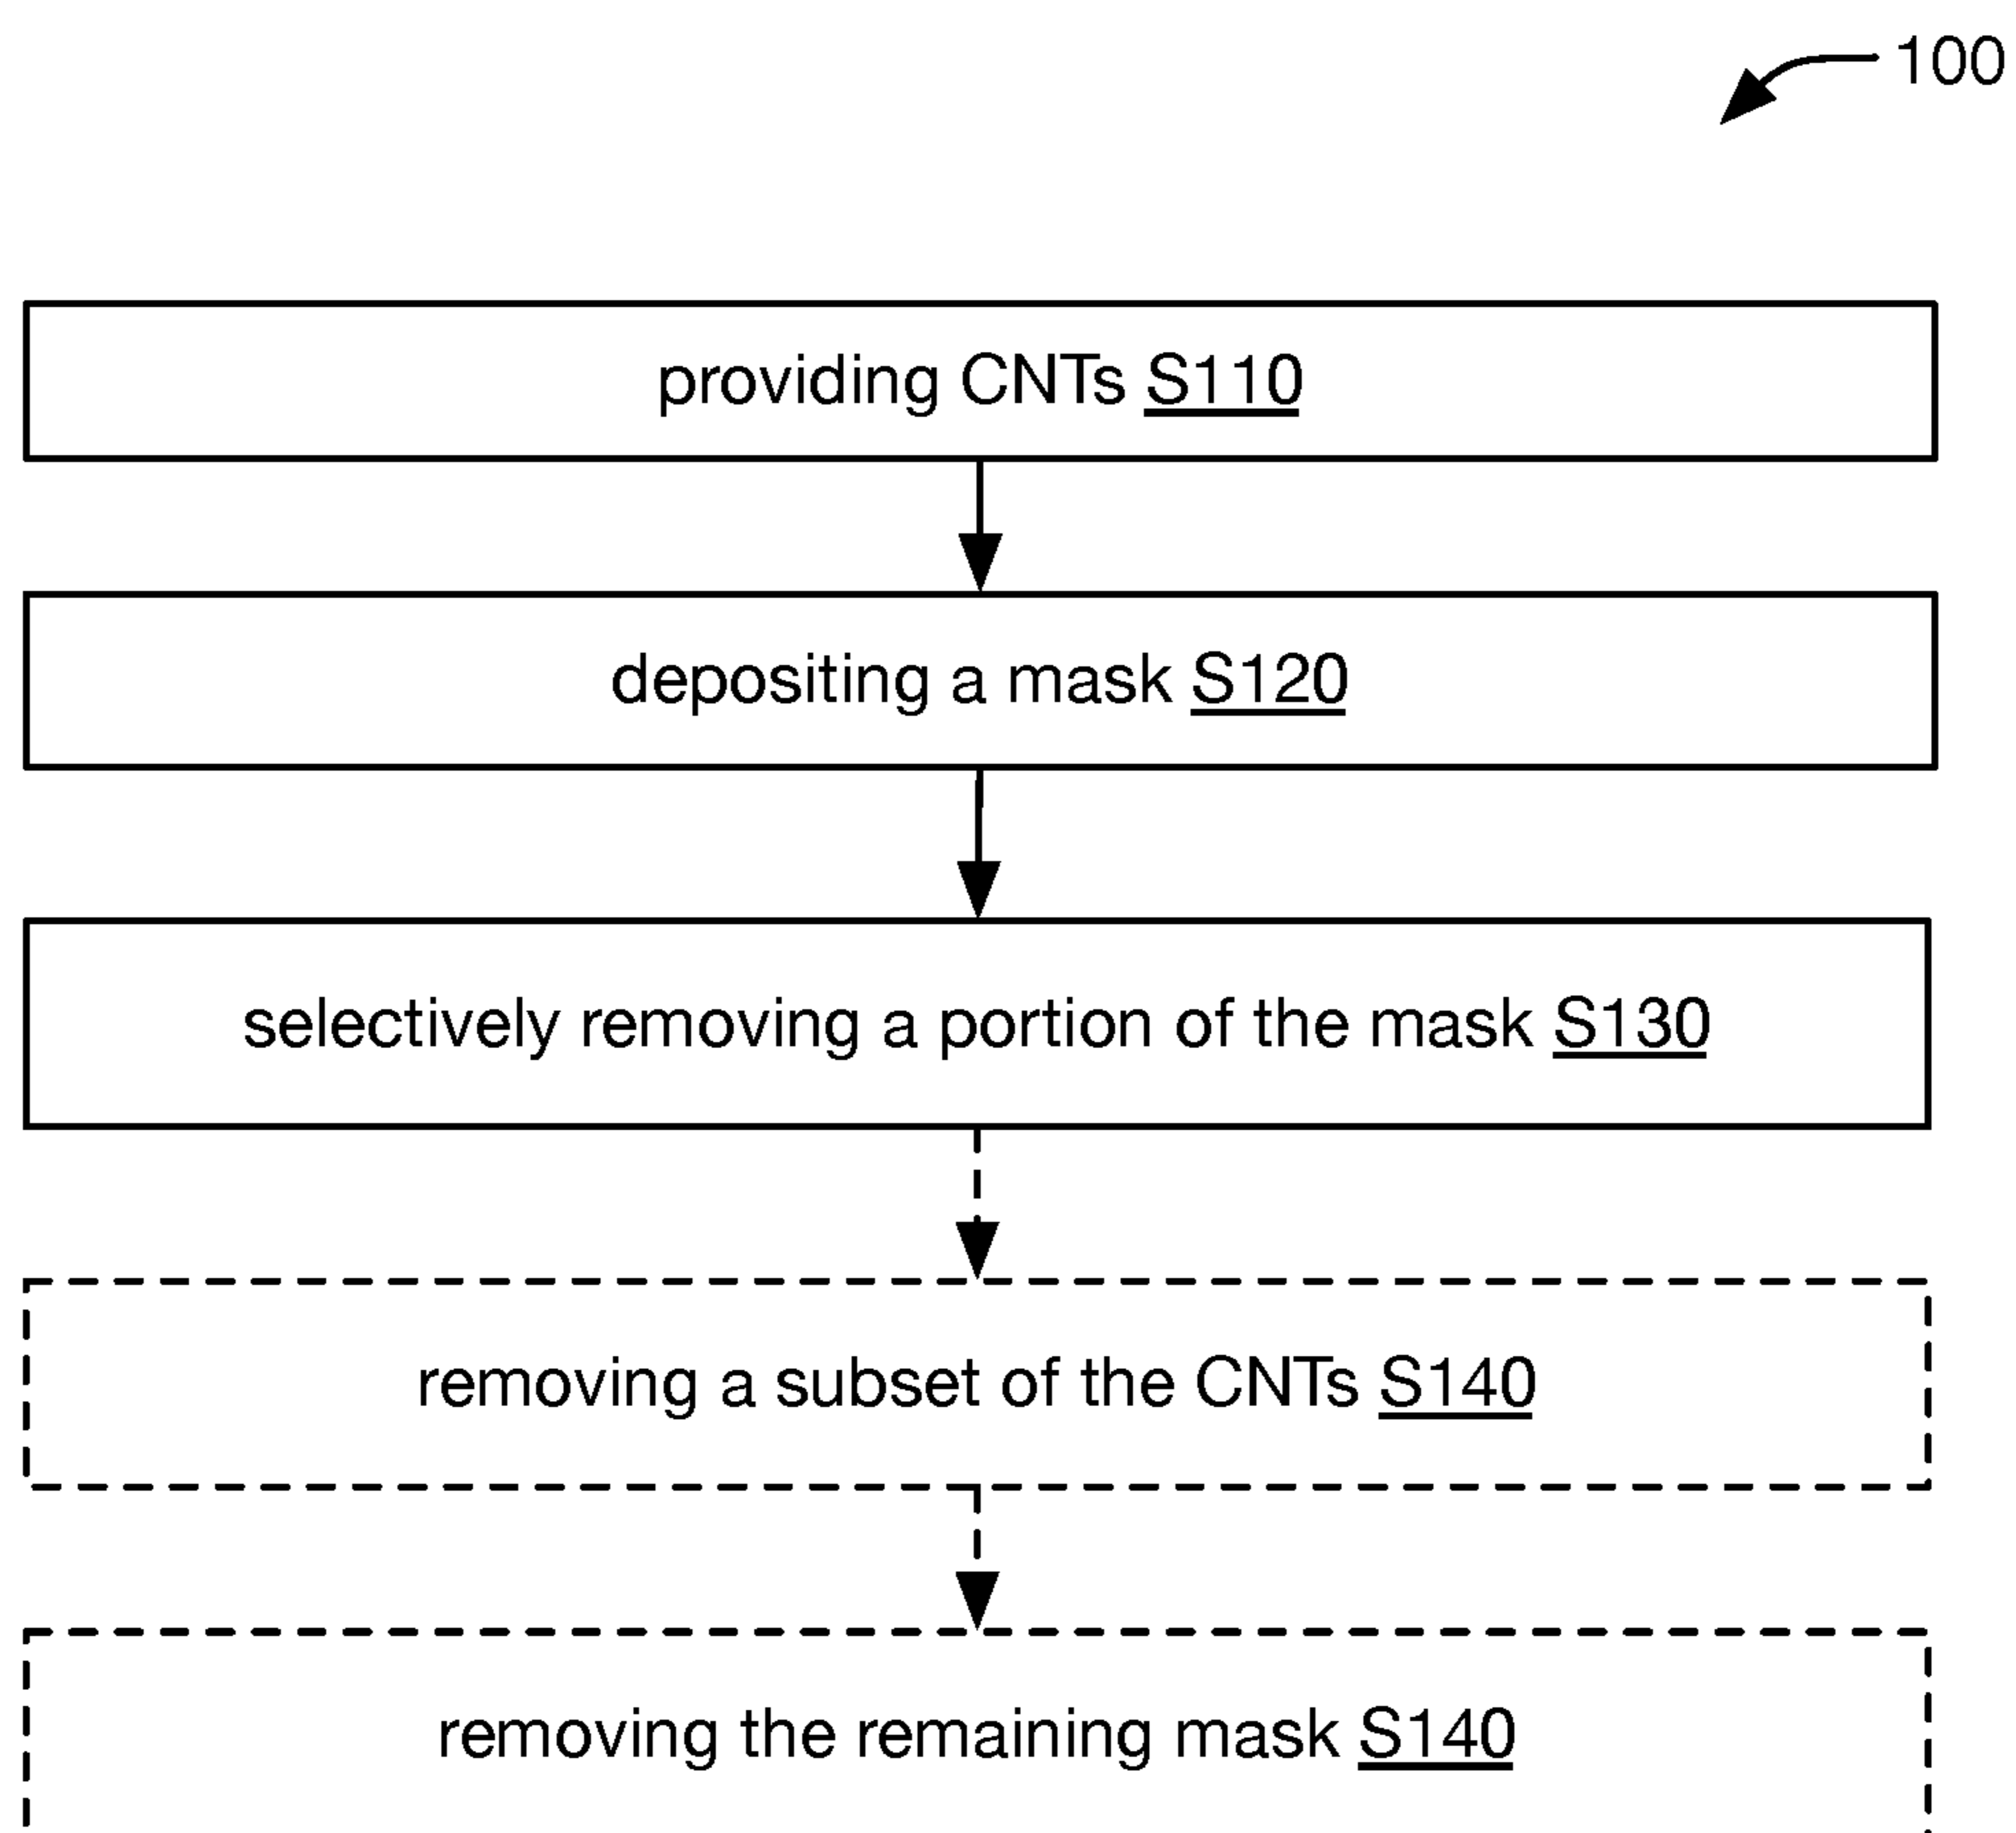 100
providing CNTs S110
depositing a mask S120
selectively removing a portion of the mask S130
removing a subset of the CNTs S140
removing the remaining mask S140